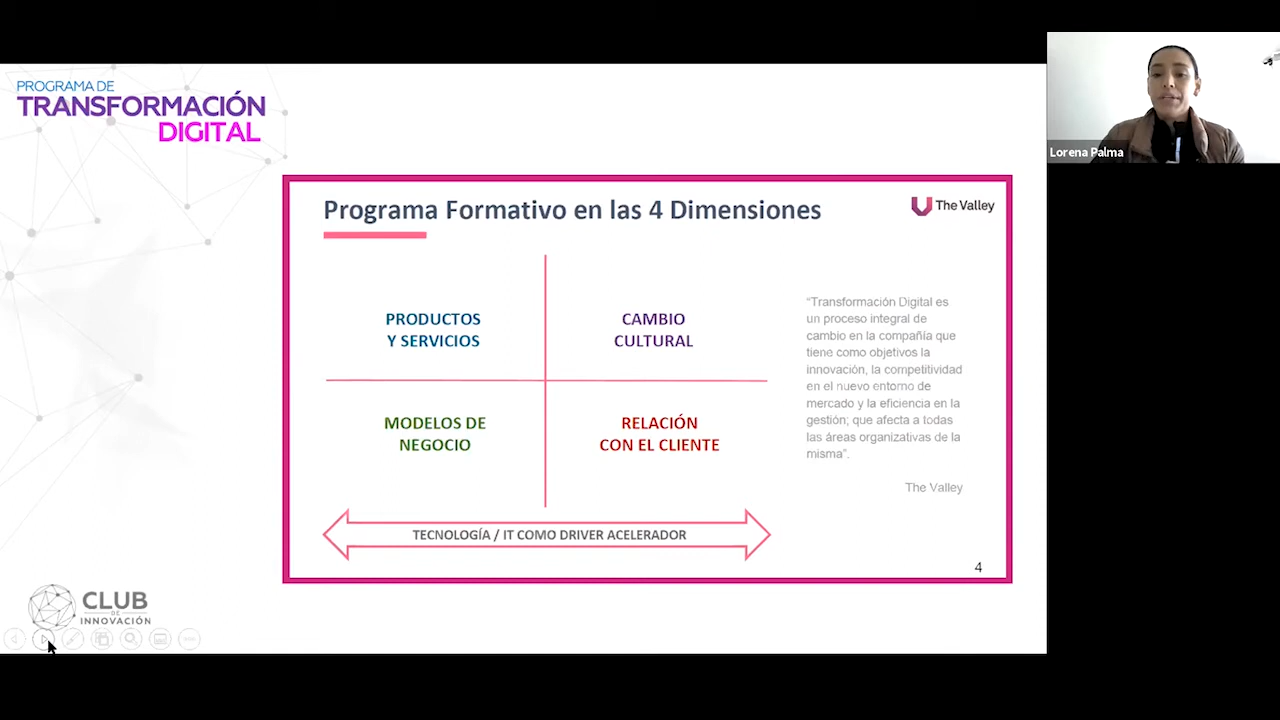 PROGRAMA DE
TRANSFORMACIÓN
DIGITAL
Lorena Palma
Programa Formativo en las 4 Dimensiones
The Valley
PRODUCTOS
Y SERVICIOS
CAMBIO
CULTURAL
MODELOS DE
NEGOCIO
RELACIÓN
CON EL CLIENTE
“Transformación Digital es
un proceso integral de
cambio en la compañía que
tiene como objetivos la
innovación, la competitividad
en el nuevo entorno de
mercado y la eficiencia en la
gestión; que afecta a todas
las áreas organizativas de la
misma”.
The Valley
TECNOLOGÍA / IT COMO DRIVER ACELERADOR
4
CLUB
DE
INNOVACIÓN